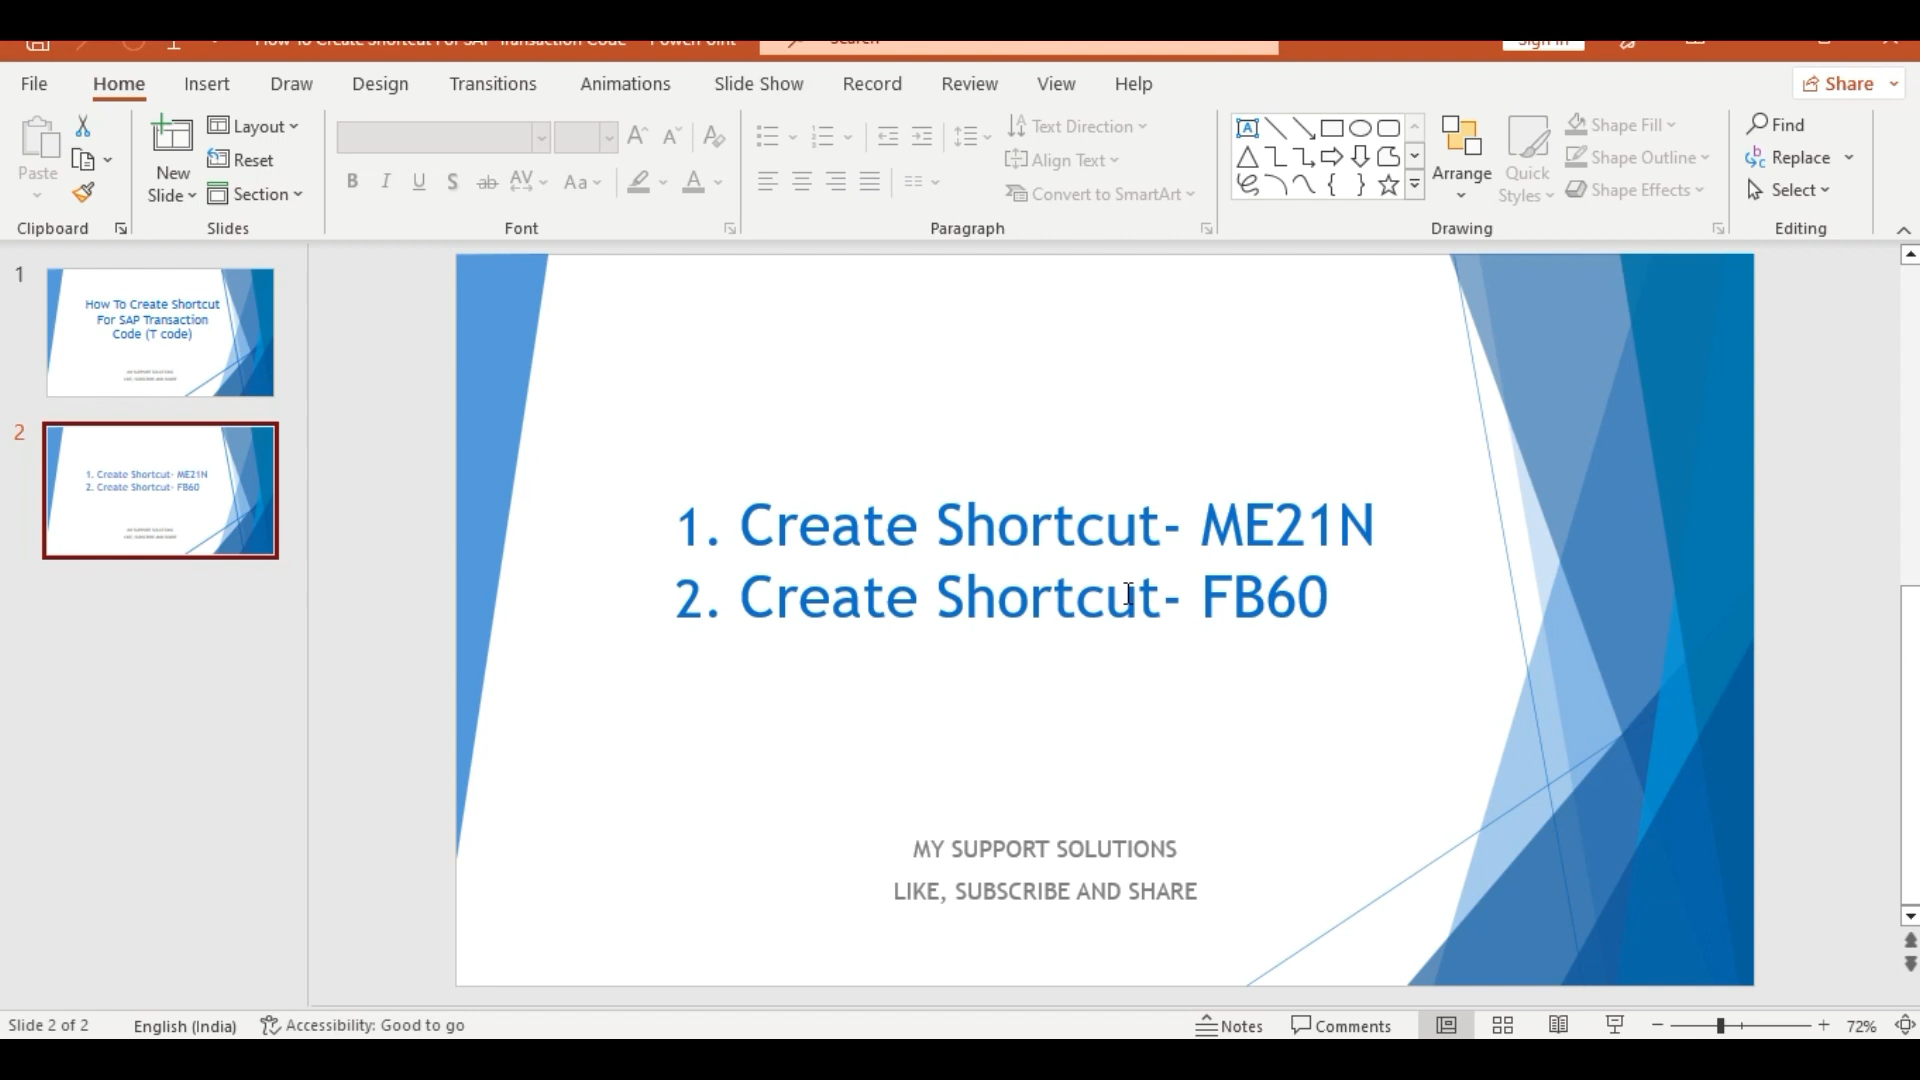 How To Create Shortcut For SAP Transaction Code - PowerPoint
Search
Sign in
File Home Insert Draw Design Transitions Animations Slide Show Record Review View Help
Share
Paste
New Slide
Layout
Reset
Section
B I U S ab AV Aa A
Text Direction
Align Text
Convert to SmartArt
Arrange
Quick Styles
Shape Fill
Shape Outline
Shape Effects
Find
Replace
Select
Clipboard Slides Font Paragraph Drawing Editing
1
How To Create Shortcut
For SAP Transaction
Code (T code)
MY SUPPORT SOLUTIONS
LIKE, SUBSCRIBE AND SHARE
2
1. Create Shortcut- ME21N
2. Create Shortcut- FB60
MY SUPPORT SOLUTIONS
LIKE, SUBSCRIBE AND SHARE
1. Create Shortcut- ME21N
2. Create Shortcut- FB60
MY SUPPORT SOLUTIONS
LIKE, SUBSCRIBE AND SHARE
Slide 2 of 2 English (India) Accessibility: Good to go Notes Comments 72%